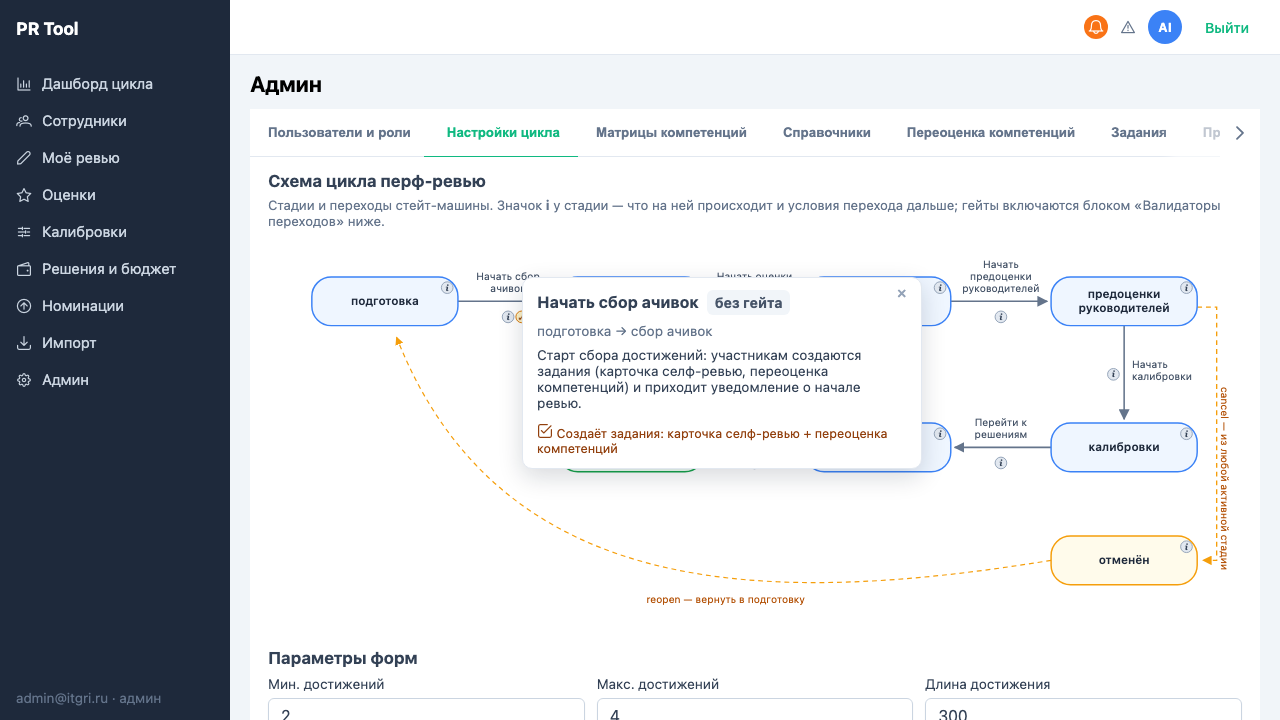 PR Tool
Дашборд цикла
Сотрудники
Моё ревью
Оценки
Калибровки
Решения и бюджет
Номинации
Импорт
Админ
admin@itgri.ru · админ
AI
Выйти
Админ
Пользователи и роли
Настройки цикла
Матрицы компетенций
Справочники
Переоценка компетенций
Задания
Пр
Схема цикла перф-ревью
Стадии и переходы стейт-машины. Значок i у стадии — что на ней происходит и условия перехода дальше; гейты включаются блоком «Валидаторы
переходов» ниже.
подготовка
Начать сбор
ачивок
Начать оценки
Начать
предоценки
руководителей
предоценки
руководителей
Начать сбор ачивок без гейта
×
подготовка → сбор ачивок
Старт сбора достижений: участникам создаются
задания (карточка селф-ревью, переоценка
компетенций) и приходит уведомление о начале
ревью.
Создаёт задания: карточка селф-ревью + переоценка
компетенций
Начать
калибровки
Перейти к
решениям
калибровки
cancel — из любой активной стадии
отменён
reopen — вернуть в подготовку
Параметры форм
Мин. достижений
Макс. достижений
Длина достижения
2
4
300